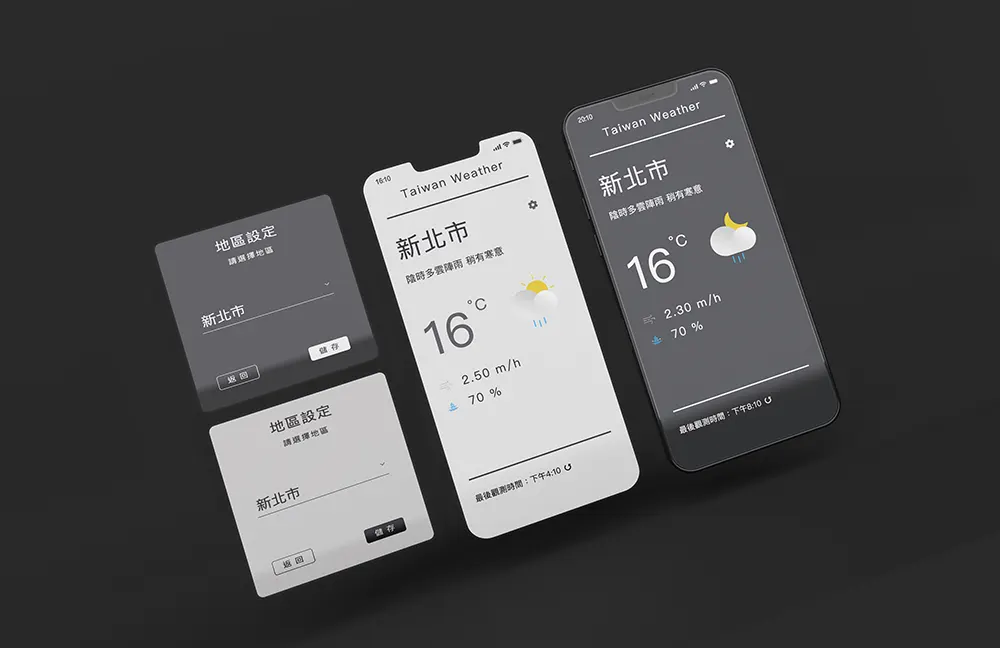 地區設定
請選擇地區
新北市
儲存
返回
地區設定
請選擇地區
新北市
儲存
返回
16:10
Taiwan Weather
新北市
陰時多雲陣雨 稍有寒意
16°C
2.50 m/h
70 %
最後觀測時間：下午4:10
20:10
Taiwan Weather
新北市
陰時多雲陣雨 稍有寒意
16°C
2.30 m/h
70 %
最後觀測時間：下午8:10